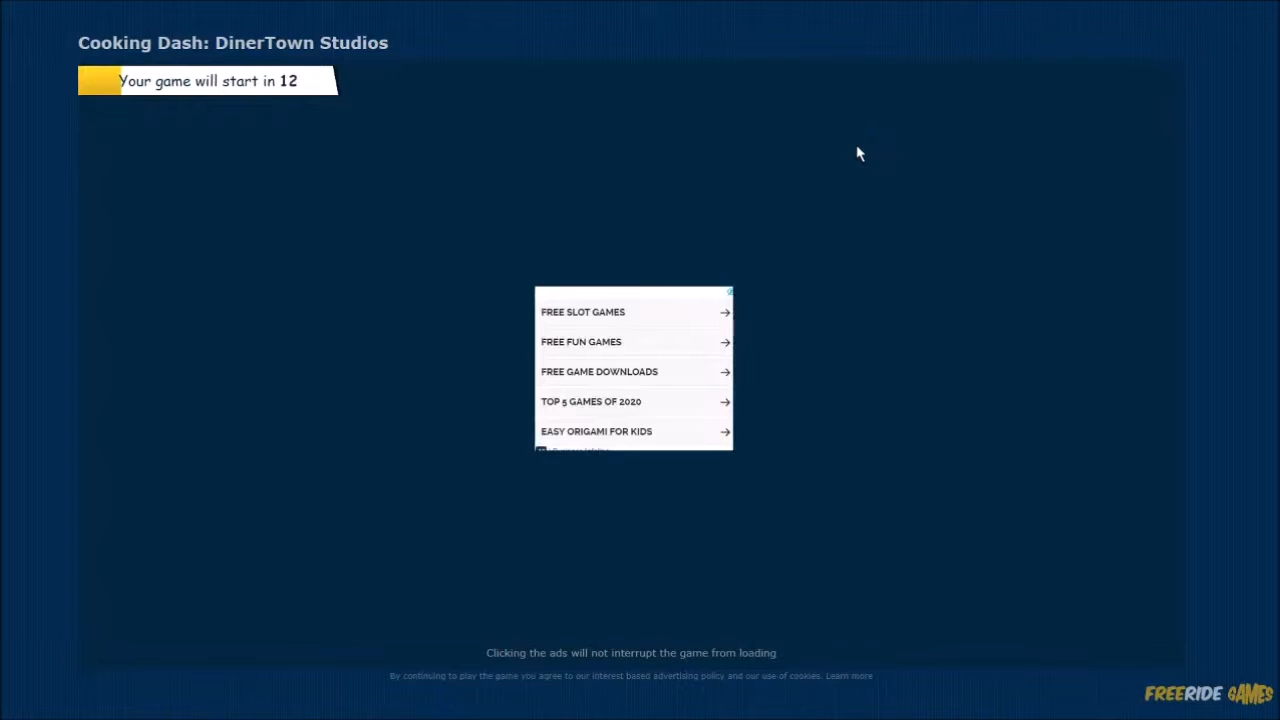 Cooking Dash: DinerTown Studios
Your game will start in 12
FREE SLOT GAMES
FREE FUN GAMES
FREE GAME DOWNLOADS
TOP 5 GAMES OF 2020
EASY ORIGAMI FOR KIDS
Clicking the ads will not interrupt the game from loading
By continuing to play the game you agree to our interest based advertising policy and our use of cookies. Learn more
FREERIDE GAMES